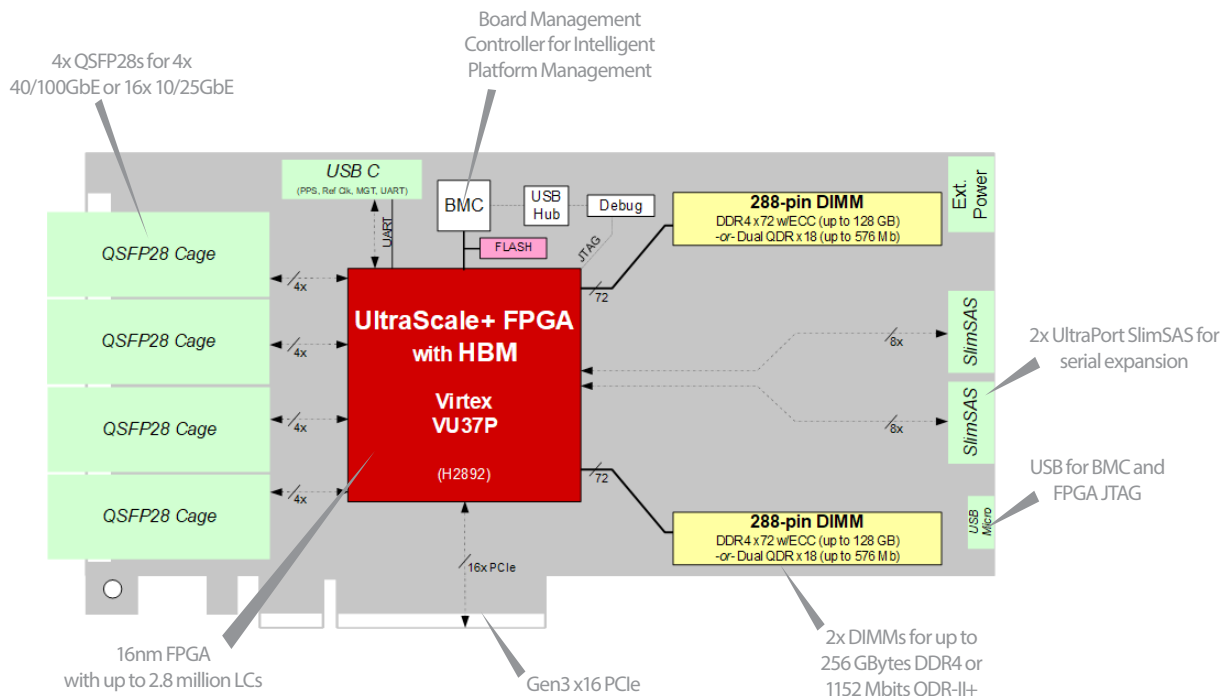 Board Management
Controller for Intelligent
Platform Management
4x QSFP28s for 4x
40/100GbE or 16x 10/25GbE
USB C
(PPS, Ref Clk, MGT, UART)
UART
BMC
USB
Hub
Debug
FLASH
JTAG
288-pin DIMM
DDR4 x72 w/ECC (up to 128 GB)
-or- Dual QDR x18 (up to 576 Mb)
Ext.
Power
QSFP28 Cage
4x
QSFP28 Cage
4x
QSFP28 Cage
4x
QSFP28 Cage
4x
UltraScale+ FPGA
with HBM
Virtex
VU37P
(H2892)
72
72
8x
SlimSAS
8x
SlimSAS
2x UltraPort SlimSAS for
serial expansion
USB for BMC and
FPGA JTAG
USB
Micro
288-pin DIMM
DDR4 x72 w/ECC (up to 128 GB)
-or- Dual QDR x18 (up to 576 Mb)
16x PCIe
16nm FPGA
with up to 2.8 million LCs
Gen3 x16 PCIe
2x DIMMs for up to
256 GBytes DDR4 or
1152 Mbits QDR-II+